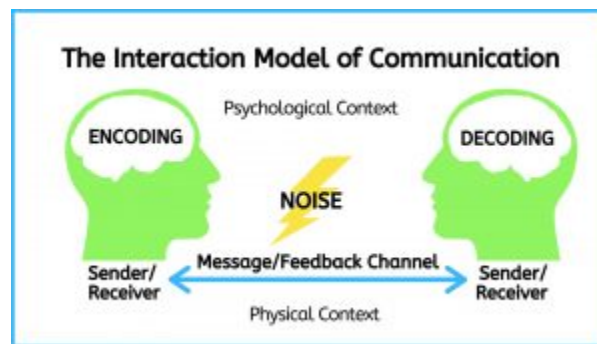 The Interaction Model of Communication
Psychological Context
ENCODING
DECODING
NOISE
Message/Feedback Channel
Sender/
Receiver
Sender/
Receiver
Physical Context